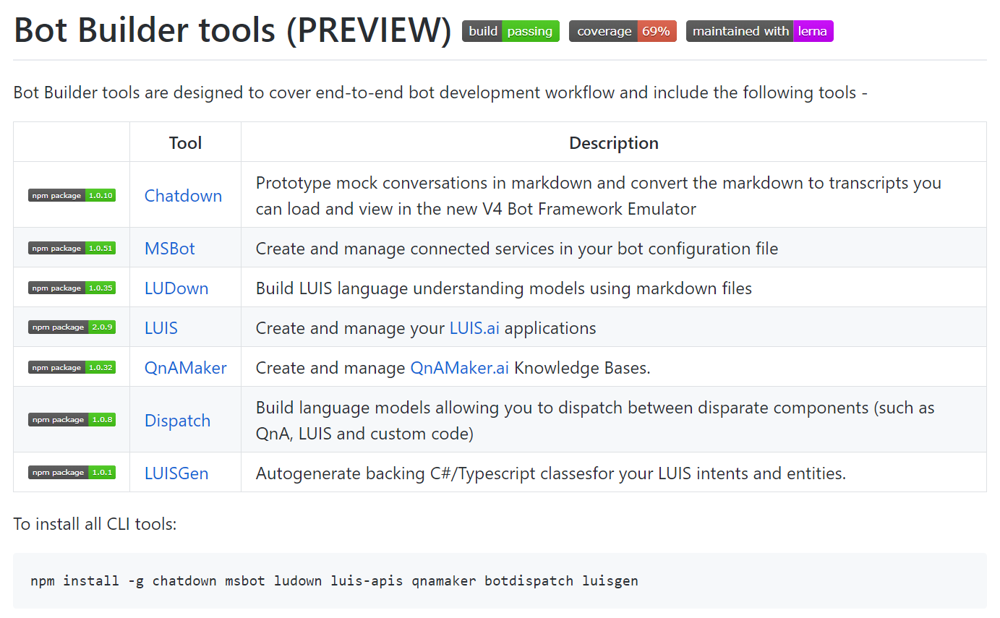 Bot Builder tools (PREVIEW) build passing coverage 69% maintained with lerna
Bot Builder tools are designed to cover end-to-end bot development workflow and include the following tools -
Tool Description
npm package 1.0.10 Chatdown Prototype mock conversations in markdown and convert the markdown to transcripts you
can load and view in the new V4 Bot Framework Emulator
npm package 1.0.51 MSBot Create and manage connected services in your bot configuration file
npm package 1.0.35 LUDown Build LUIS language understanding models using markdown files
npm package 2.0.9 LUIS Create and manage your LUIS.ai applications
npm package 1.0.32 QnAMaker Create and manage QnAMaker.ai Knowledge Bases.
npm package 1.0.8 Dispatch Build language models allowing you to dispatch between disparate components (such as
QnA, LUIS and custom code)
npm package 1.0.1 LUISGen Autogenerate backing C#/Typescript classesfor your LUIS intents and entities.
To install all CLI tools:
npm install -g chatdown msbot ludown luis-apis qnamaker botdispatch luisgen